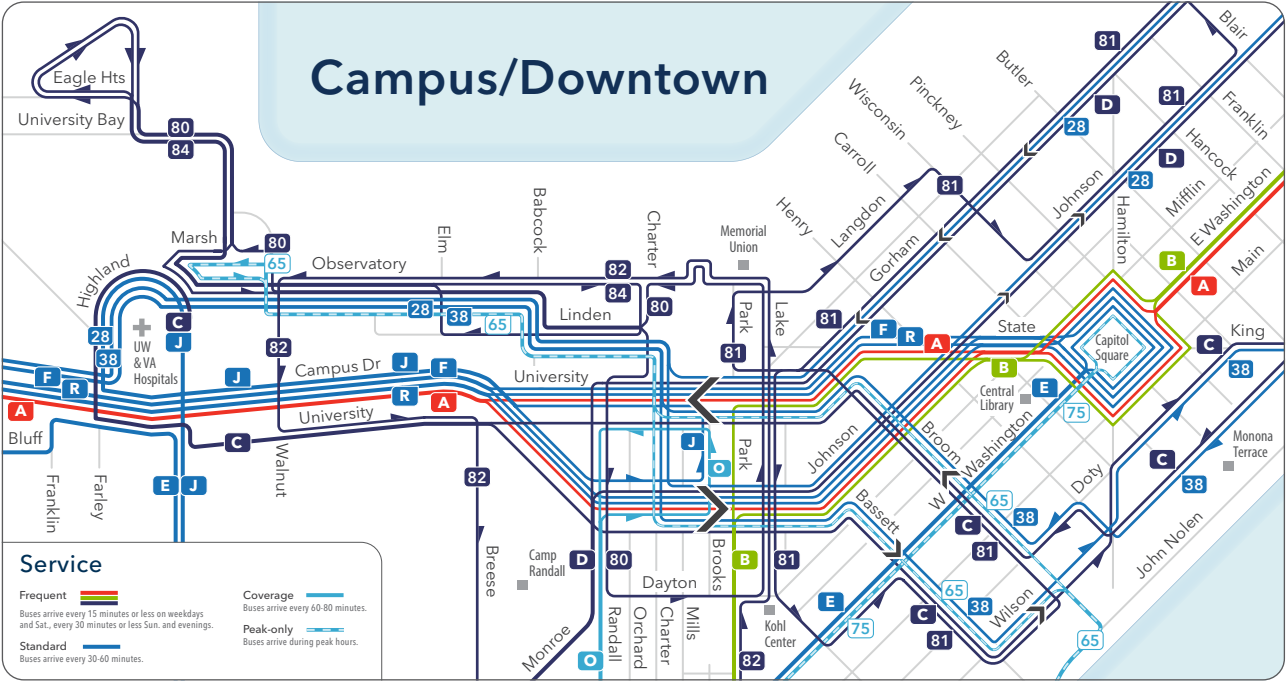 Campus/Downtown
Eagle Hts
University Bay
80
84
Marsh
80
65
Highland
Observatory
Elm
Babcock
Charter
Memorial
Union
82
84
80
28
38
65
Linden
28
38
C
J
UW
& VA
Hospitals
82
81
Park
Lake
F
R
A
J
Campus Dr
J
F
R
A
University
University
Bluff
C
E
J
Franklin
Farley
Walnut
82
Breese
J
O
Park
Johnson
Bassett
Broom
W Washington
Henry
Langdon
Carroll
Wisconsin
Pinckney
Butler
81
81
Gorham
Johnson
81
D
28
81
D
28
Blair
Franklin
Hancock
Mifflin
E Washington
Hamilton
Main
King
B
A
F
R
A
State
B
Central
Library
E
75
Capitol
Square
C
38
Monona
Terrace
C
38
Doty
John Nolen
65
38
C
81
65
38
C
81
Wilson
65
E
75
Camp
Randall
D
80
Dayton
Brooks
B
81
Monroe
O
Randall
Orchard
Charter
Mills
82
Kohl
Center
Service
Frequent
Buses arrive every 15 minutes or less on weekdays
and Sat., every 30 minutes or less Sun. and evenings.
Standard
Buses arrive every 30-60 minutes.
Coverage
Buses arrive every 60-80 minutes.
Peak-only
Buses arrive during peak hours.